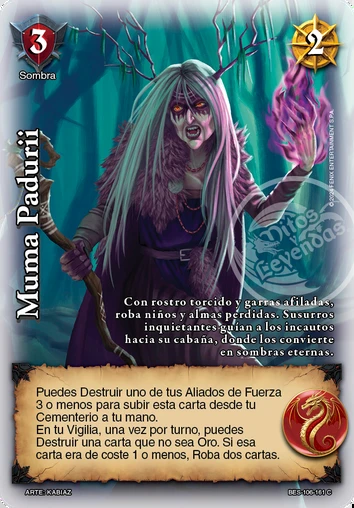 3
2
Sombra
Muma Padurii
© 2024 FENIX ENTERTAINMENT S.P.A.
Mitos
y
Leyendas
Con rostro torcido y garras afiladas,
roba niños y almas perdidas. Susurros
inquietantes guían a los incautos
hacia su cabaña, donde los convierte
en sombras eternas.
Puedes Destruir uno de tus Aliados de Fuerza
3 o menos para subir esta carta desde tu
Cementerio a tu mano.
En tu Vigilia, una vez por turno, puedes
Destruir una carta que no sea Oro. Si esa
carta era de coste 1 o menos, Roba dos cartas.
ARTE: KABIAZ
BES-106-161 C